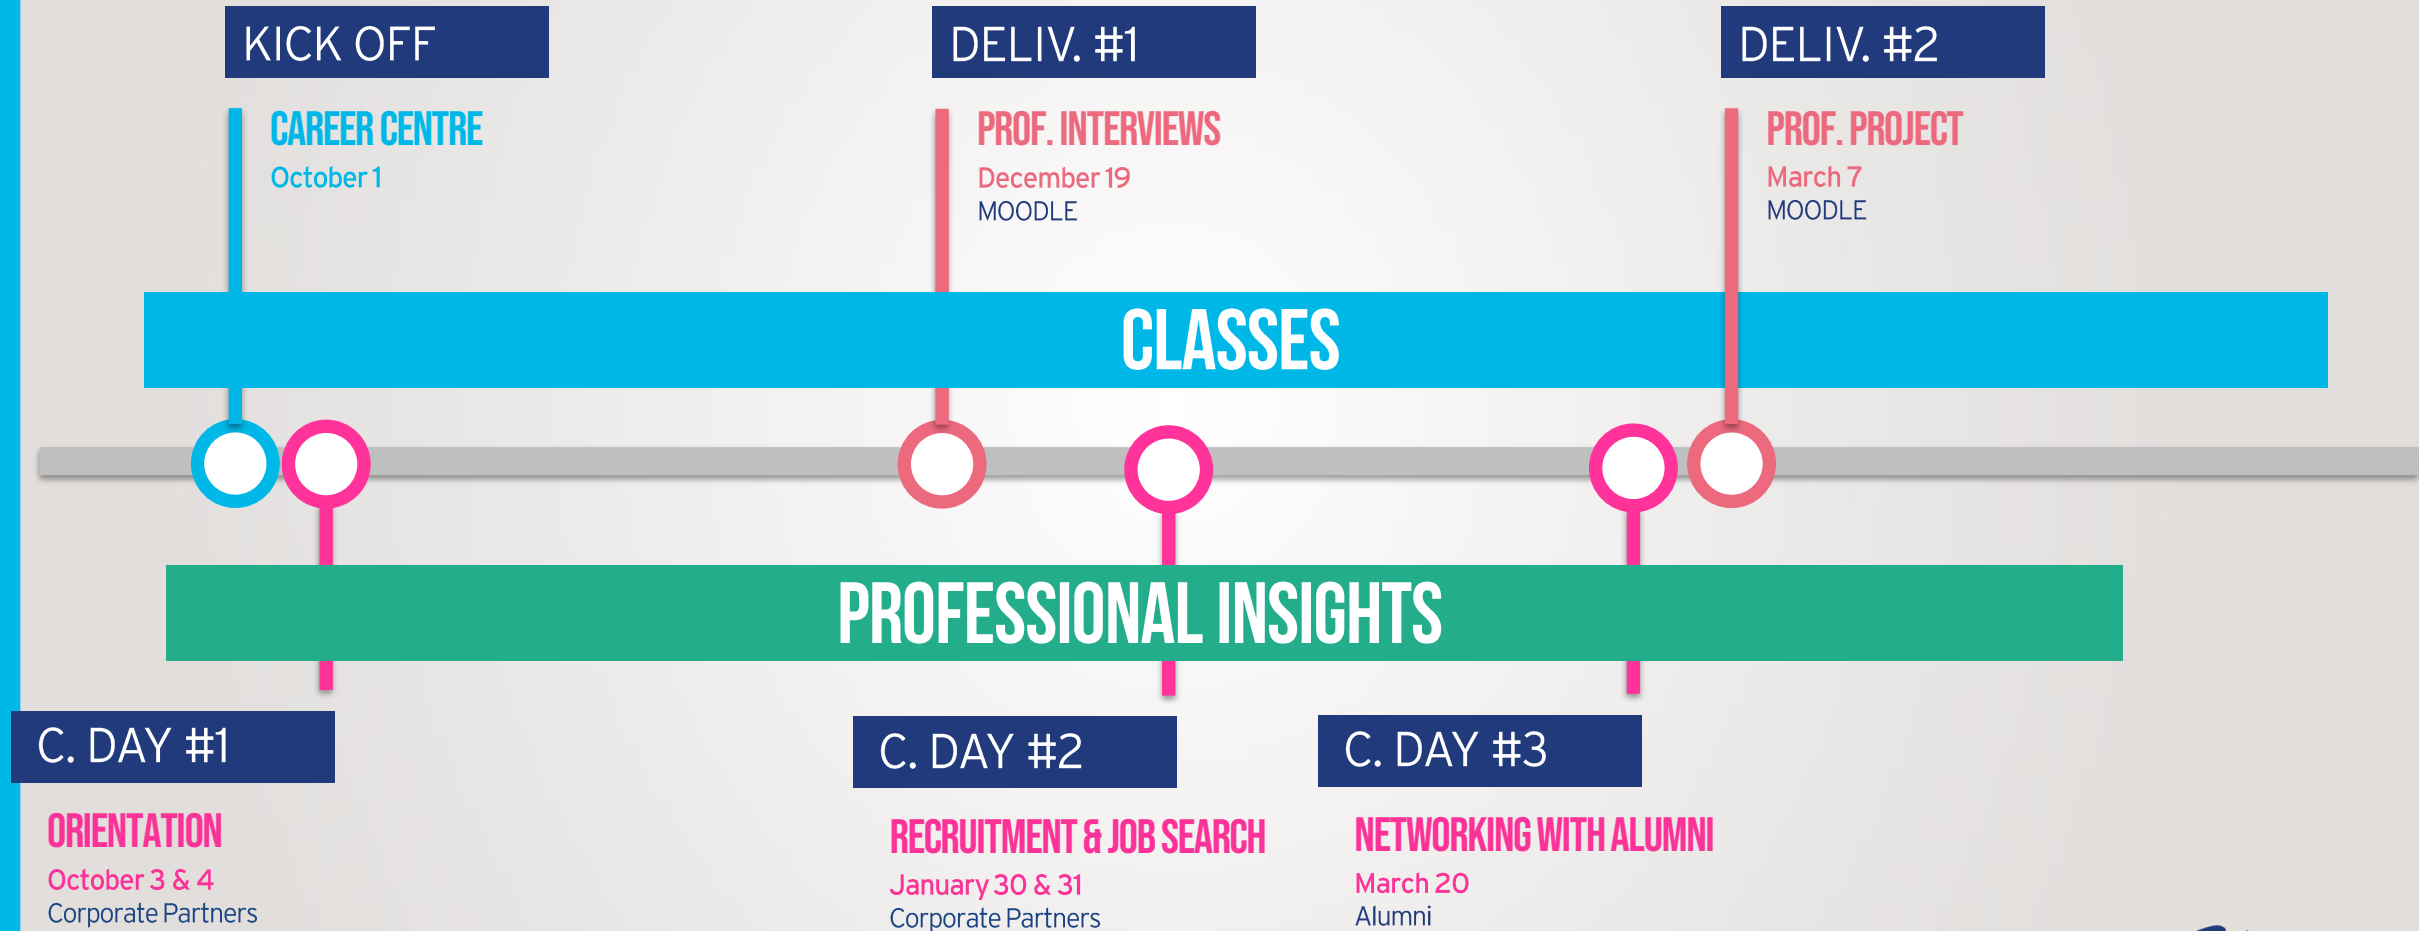 KICK OFF
CAREER CENTRE
October 1
DELIV. #1
PROF. INTERVIEWS
December 19
MOODLE
DELIV. #2
PROF. PROJECT
March 7
MOODLE
CLASSES
PROFESSIONAL INSIGHTS
C. DAY #1
ORIENTATION
October 3 & 4
Corporate Partners
C. DAY #2
RECRUITMENT & JOB SEARCH
January 30 & 31
Corporate Partners
C. DAY #3
NETWORKING WITH ALUMNI
March 20
Alumni